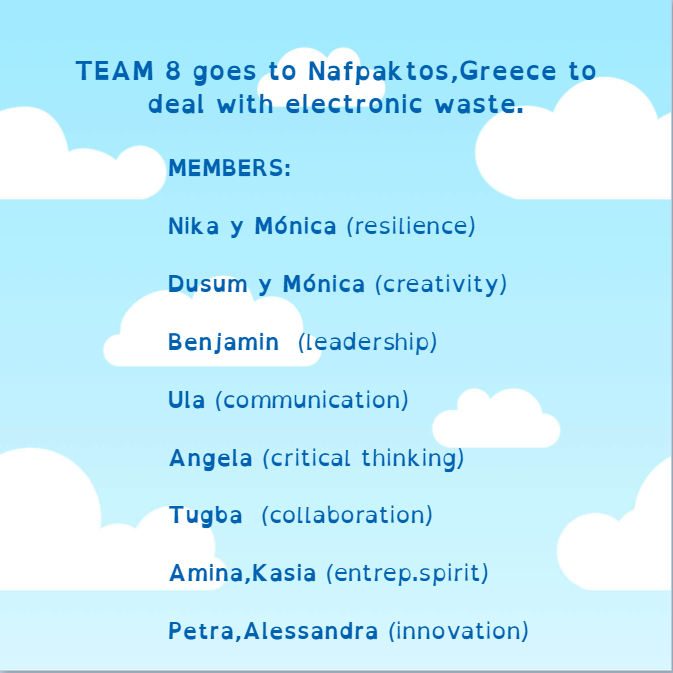 TEAM 8 goes to Nafpaktos,Greece to
deal with electronic waste.
MEMBERS:
Nika y Mónica (resilience)
Dusum y Mónica (creativity)
Benjamin (leadership)
Ula (communication)
Angela (critical thinking)
Tugba (collaboration)
Amina,Kasia (entrep.spirit)
Petra,Alessandra (innovation)